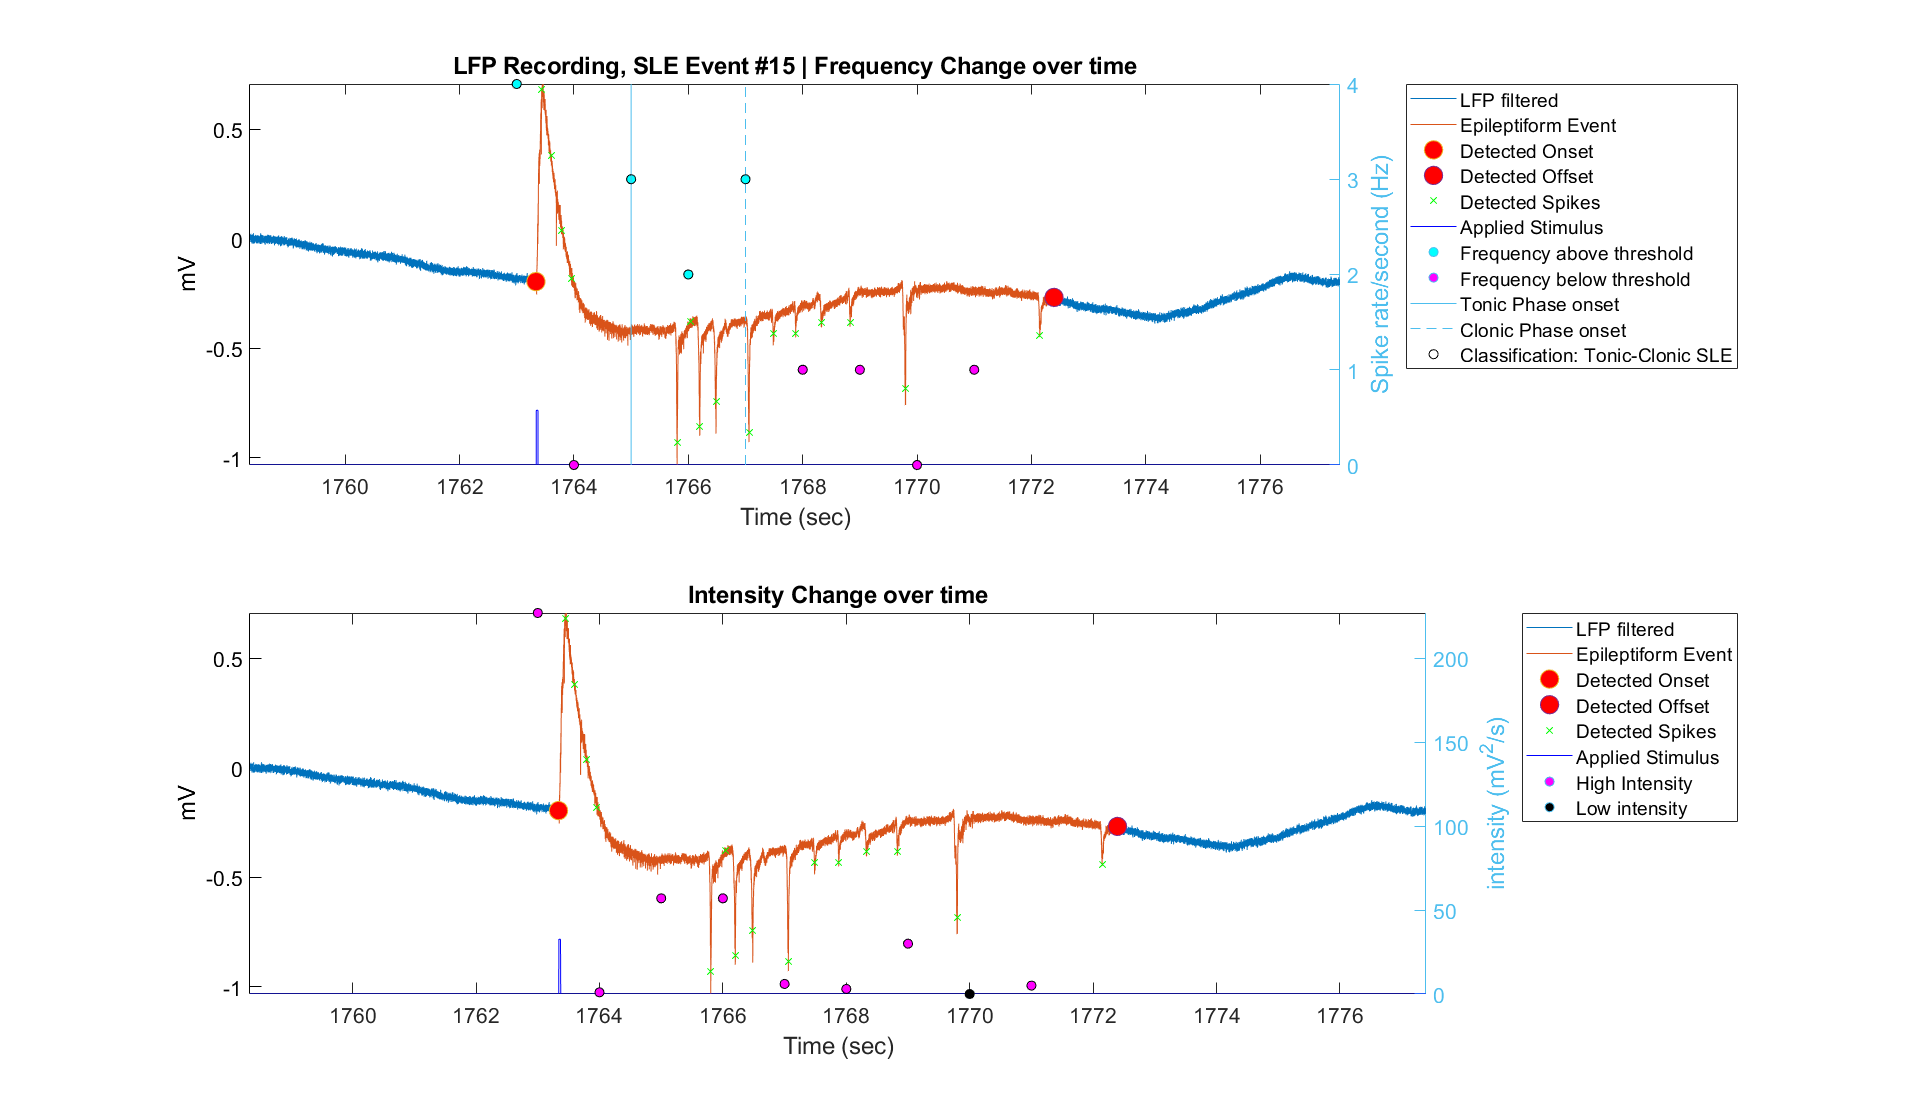 LFP Recording, SLE Event #15 | Frequency Change over time
0.5
0
-0.5
-1
mV
1760 1762 1764 1766 1768 1770 1772 1774 1776
Time (sec)
4
3
2
1
0
Spike rate/second (Hz)
LFP filtered
Epileptiform Event
Detected Onset
Detected Offset
Detected Spikes
Applied Stimulus
Frequency above threshold
Frequency below threshold
Tonic Phase onset
Clonic Phase onset
Classification: Tonic-Clonic SLE
Intensity Change over time
0.5
0
-0.5
-1
mV
1760 1762 1764 1766 1768 1770 1772 1774 1776
Time (sec)
200
150
100
50
0
intensity (mV²/s)
LFP filtered
Epileptiform Event
Detected Onset
Detected Offset
Detected Spikes
Applied Stimulus
High Intensity
Low intensity